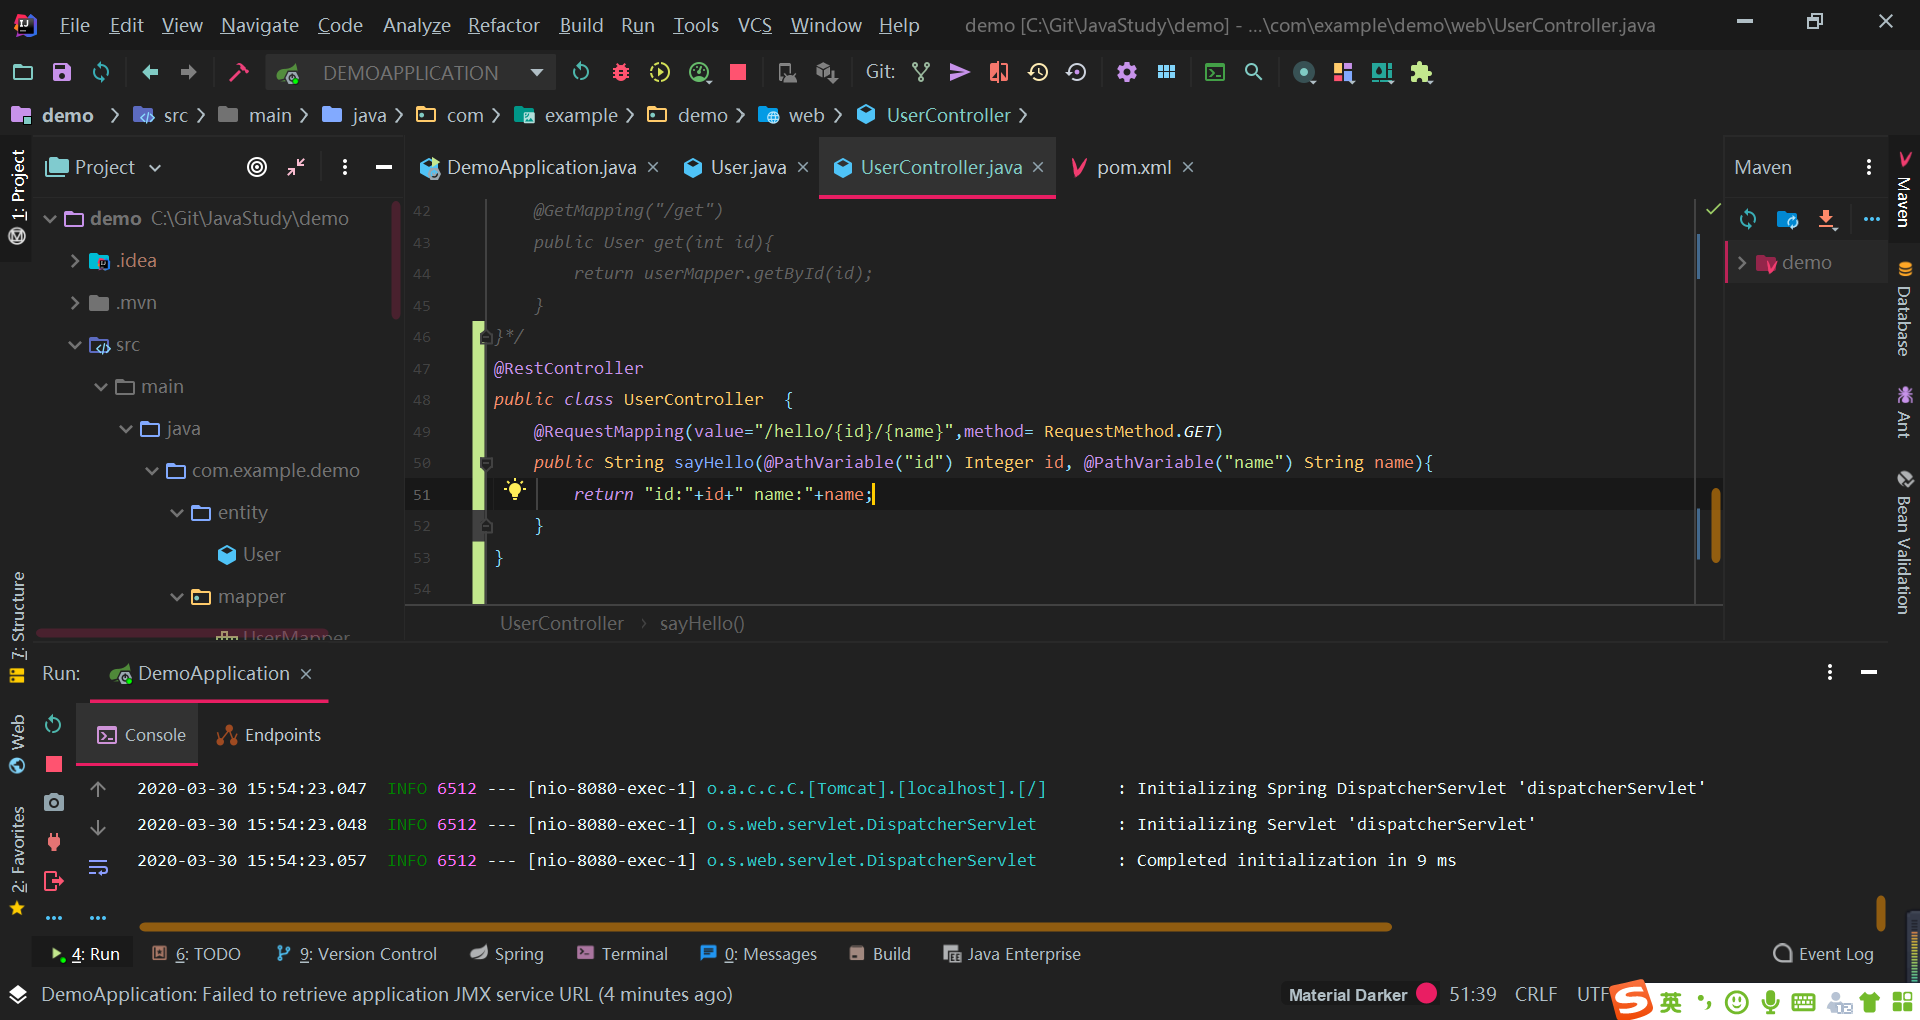 File Edit View Navigate Code Analyze Refactor Build Run Tools VCS Window Help demo [C:\Git\JavaStudy\demo] - ...\com\example\demo\web\UserController.java
DEMOAPPLICATION Git:
demo src main java com example demo web UserController
1: Project
7: Structure
Web
2: Favorites
Project
demo C:\Git\JavaStudy\demo
.idea
.mvn
src
main
java
com.example.demo
entity
User
mapper
UserMapper
DemoApplication.java User.java UserController.java pom.xml
42 @GetMapping("/get")
43 public User get(int id){
44 return userMapper.getById(id);
45 }
46 }*/
47 @RestController
48 public class UserController  {
49 @RequestMapping(value="/hello/{id}/{name}",method= RequestMethod.GET)
50 public String sayHello(@PathVariable("id") Integer id, @PathVariable("name") String name){
51 return "id:"+id+" name:"+name;
52 }
53 }
54
UserController sayHello()
Maven
demo
Maven
Database
Ant
Bean Validation
Run: DemoApplication
Console Endpoints
2020-03-30 15:54:23.047  INFO 6512 --- [nio-8080-exec-1] o.a.c.c.C.[Tomcat].[localhost].[/]       : Initializing Spring DispatcherServlet 'dispatcherServlet'
2020-03-30 15:54:23.048  INFO 6512 --- [nio-8080-exec-1] o.s.web.servlet.DispatcherServlet        : Initializing Servlet 'dispatcherServlet'
2020-03-30 15:54:23.057  INFO 6512 --- [nio-8080-exec-1] o.s.web.servlet.DispatcherServlet        : Completed initialization in 9 ms
4: Run 6: TODO 9: Version Control Spring Terminal 0: Messages Build Java Enterprise Event Log
DemoApplication: Failed to retrieve application JMX service URL (4 minutes ago) Material Darker 51:39 CRLF UTF 英